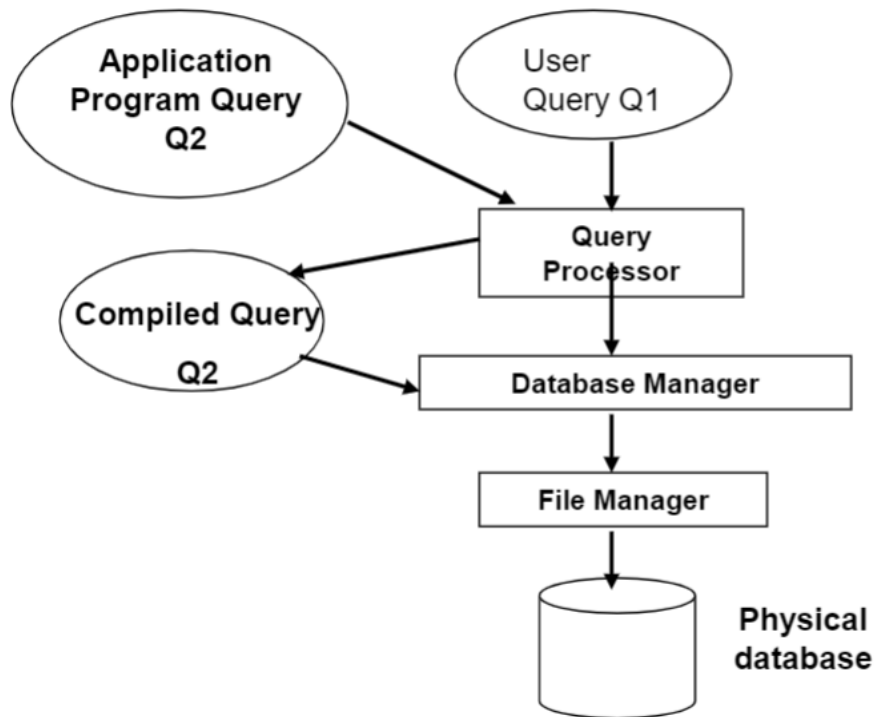 Application
Program Query
Q2
User
Query Q1
Query
Processor
Compiled Query
Q2
Database Manager
File Manager
Physical
database